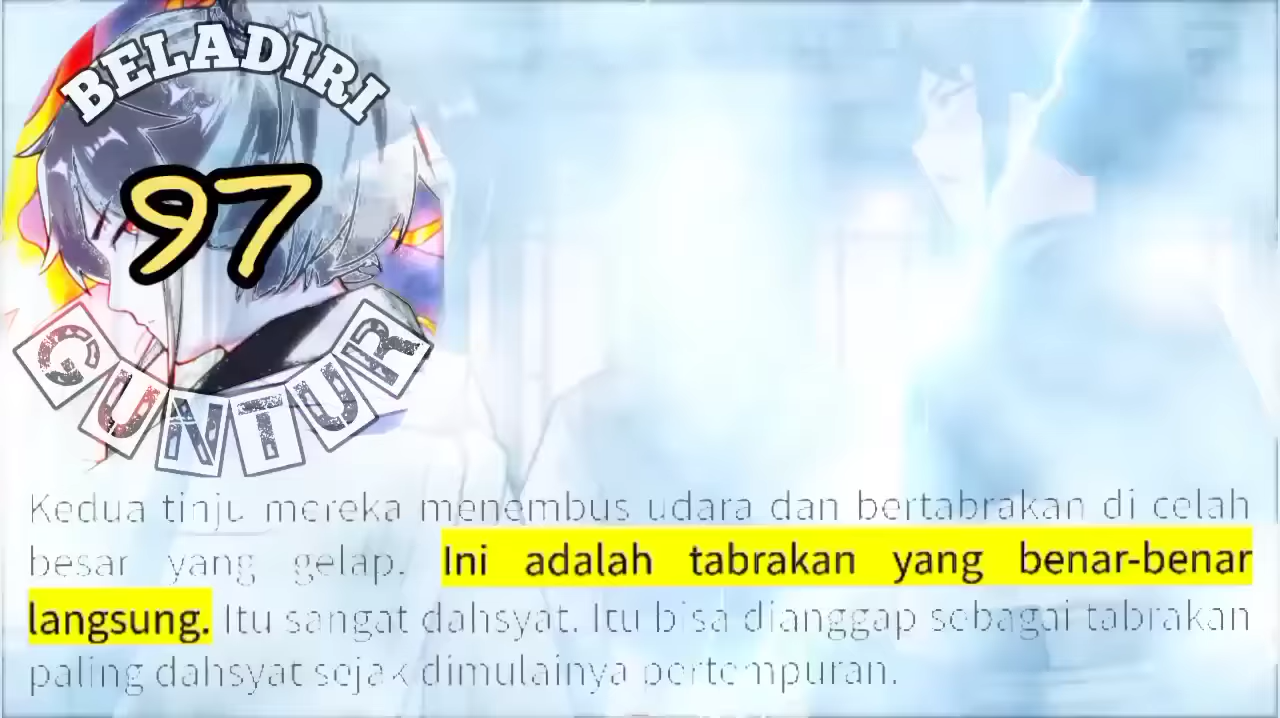 BELADIRI
97
GUNTUR
Kedua tinju mereka menembus udara dan bertabrakan di celah
besar yang gelap. Ini adalah tabrakan yang benar-benar
langsung. Itu sangat dahsyat. Itu bisa dianggap sebagai tabrakan
paling dahsyat sejak dimulainya pertempuran.